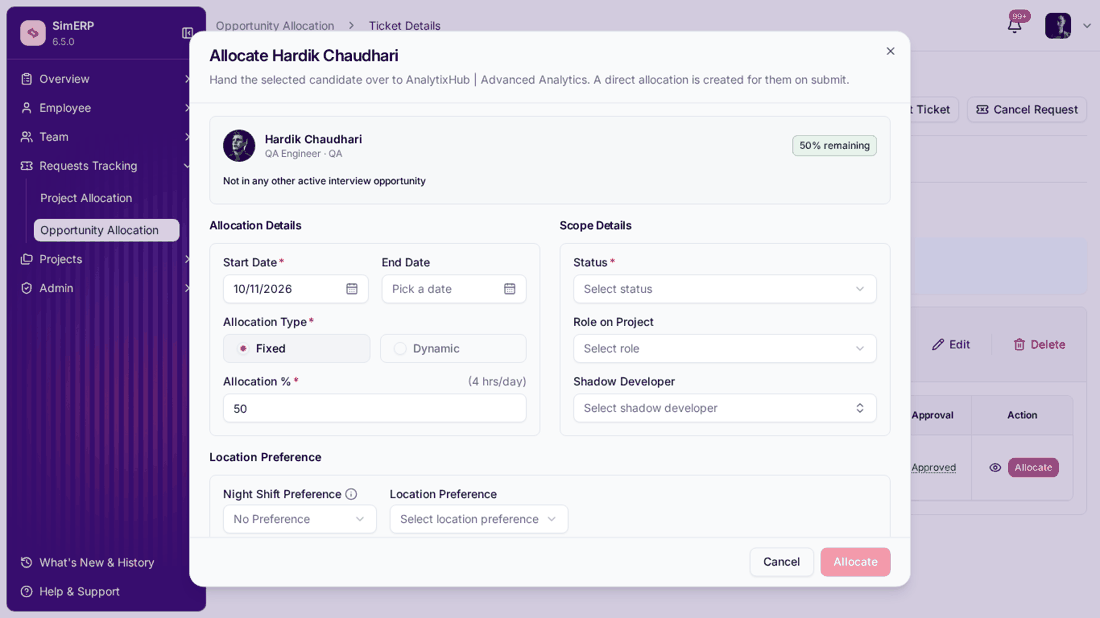 SimERP
6.5.0
Overview
Employee
Team
Requests Tracking
Project Allocation
Opportunity Allocation
Projects
Admin
What's New & History
Help & Support
Opportunity Allocation > Ticket Details
99+
Ticket
Cancel Request
Edit
Delete
Approval
Action
Approved
Allocate
Allocate Hardik Chaudhari
Hand the selected candidate over to AnalytixHub | Advanced Analytics. A direct allocation is created for them on submit.
Hardik Chaudhari
QA Engineer · QA
50% remaining
Not in any other active interview opportunity
Allocation Details
Start Date*
End Date
10/11/2026
Pick a date
Allocation Type*
Fixed
Dynamic
Allocation %*
(4 hrs/day)
50
Scope Details
Status*
Select status
Role on Project
Select role
Shadow Developer
Select shadow developer
Location Preference
Night Shift Preference
Location Preference
No Preference
Select location preference
Cancel
Allocate